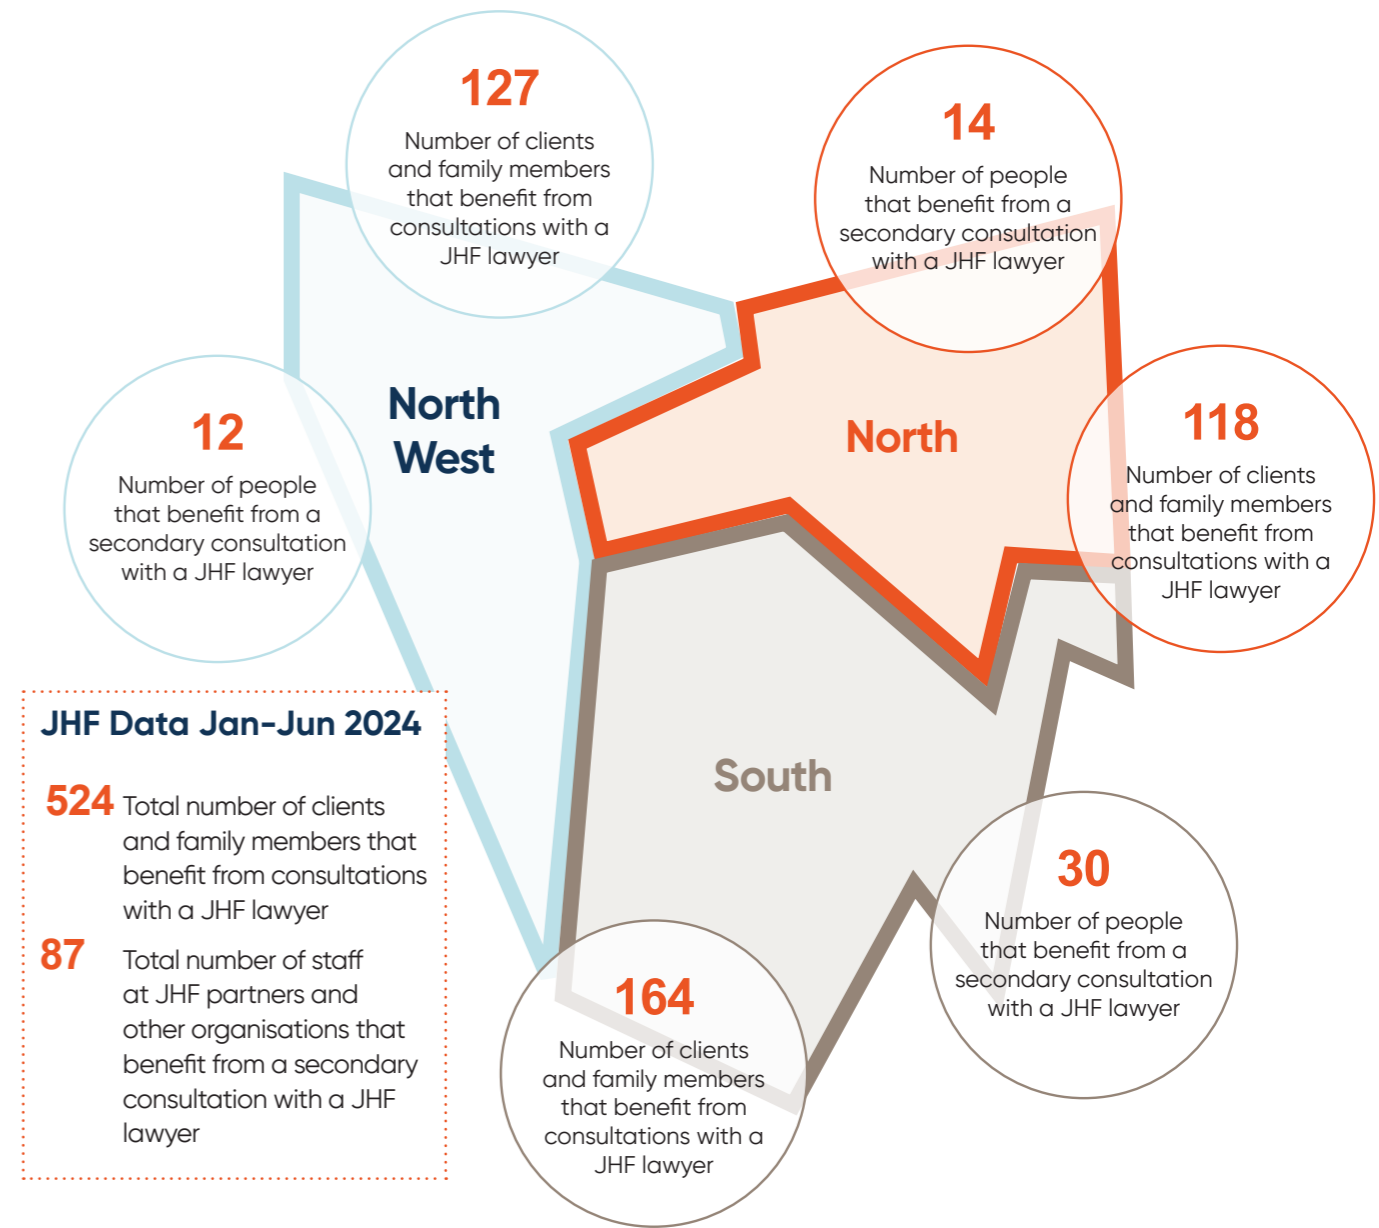 127
Number of clients
and family members
that benefit from
consultations with a
JHF lawyer
14
Number of people
that benefit from a
secondary consultation
with a JHF lawyer
12
Number of people
that benefit from a
secondary consultation
with a JHF lawyer
North
West
North
118
Number of clients
and family members
that benefit from
consultations with a
JHF lawyer
JHF Data Jan-Jun 2024
524 Total number of clients
and family members that
benefit from consultations
with a JHF lawyer
87 Total number of staff
at JHF partners and
other organisations that
benefit from a secondary
consultation with a JHF
lawyer
South
30
Number of people
that benefit from a
secondary consultation
with a JHF lawyer
164
Number of clients
and family members
that benefit from
consultations with a
JHF lawyer